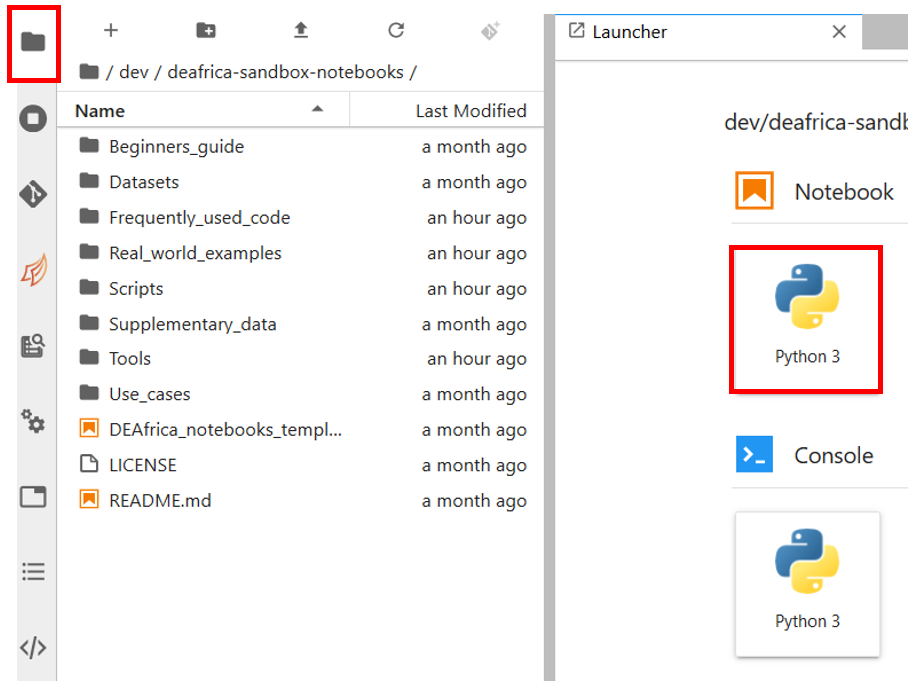 Launcher
/ dev / deafrica-sandbox-notebooks /
Name Last Modified
Beginners_guide a month ago
Datasets a month ago
Frequently_used_code an hour ago
Real_world_examples an hour ago
Scripts an hour ago
Supplementary_data a month ago
Tools an hour ago
Use_cases a month ago
DEAfrica_notebooks_templ... a month ago
LICENSE a month ago
README.md a month ago
dev/deafrica-sandb
Notebook
Python 3
Console
Python 3